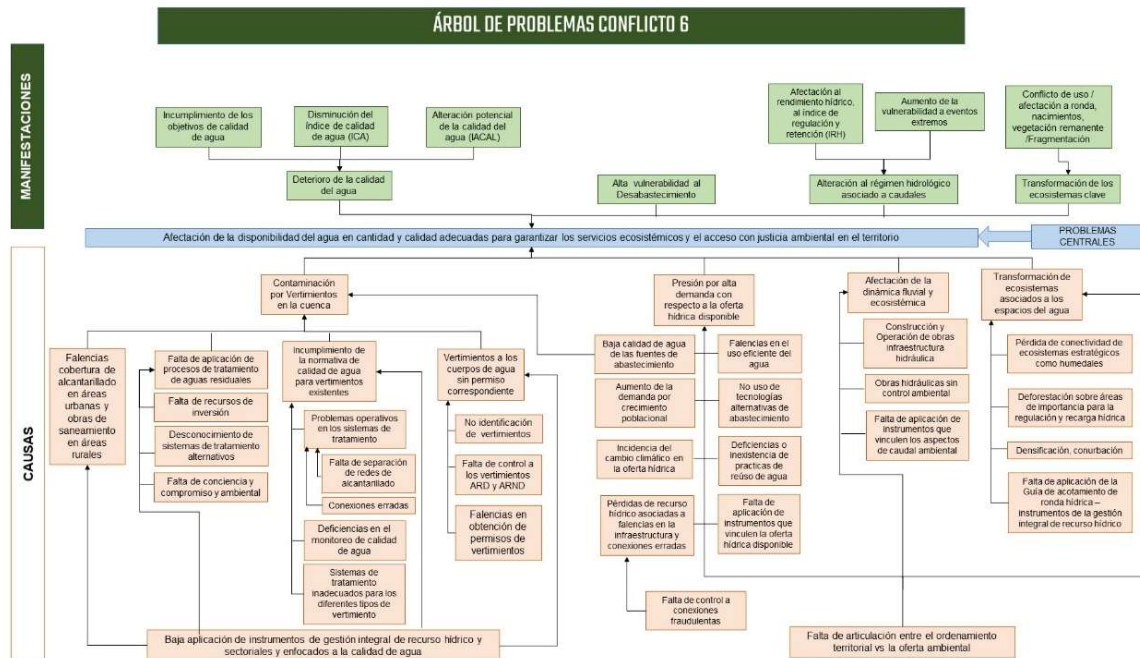 ÁRBOL DE PROBLEMAS CONFLICTO 6
MANIFESTACIONES
Incumplimiento de los
objetivos de calidad
de agua
Disminución del
índice de calidad
de agua (ICA)
Alteración potencial
de la calidad del
agua (IACAL)
Afectación al
rendimiento hídrico,
al índice de
regulación y
retención (IRH)
Aumento de la
vulnerabilidad a eventos
extremos
Conflicto de uso /
afectación a ronda,
nacimientos,
vegetación remanente
/Fragmentación
Deterioro de la calidad
del agua
Alta vulnerabilidad al
Desabastecimiento
Alteración al régimen hidrológico
asociado a caudales
Transformación de los
ecosistemas clave
Afectación de la disponibilidad del agua en cantidad y calidad adecuadas para garantizar los servicios ecosistémicos y el acceso con justicia ambiental en el territorio
PROBLEMAS
CENTRALES
CAUSAS
Contaminación
por Vertimientos
en la cuenca
Presión por alta
demanda con
respecto a la oferta
hídrica disponible
Afectación de la
dinámica fluvial y
ecosistémica
Transformación de
ecosistemas
asociados a los
espacios del agua
Falencias
cobertura de
alcantarillado en
áreas urbanas y
obras de
saneamiento en
áreas rurales
Falta de aplicación de
procesos de tratamiento
de aguas residuales
Falta de recursos de
inversión
Desconocimiento de
sistemas de tratamiento
alternativos
Falta de conciencia y
compromiso y ambiental
Incumplimiento de la
normativa de calidad de
agua para vertimientos
existentes
Problemas operativos
en los sistemas de
tratamiento
Falta de separación
de redes de
alcantarillado
Conexiones erradas
Deficiencias en el
monitoreo de calidad
de agua
Sistemas de
tratamiento
inadecuados para los
diferentes tipos de
vertimiento
Vertimientos a los
cuerpos de agua
sin permiso
correspondiente
No identificación
de vertimientos
Falta de control a
los vertimientos
ARD y ARND
Falencias en
obtención de
permisos de
vertimientos
Baja calidad de agua
de las fuentes de
abastecimiento
Aumento de la
demanda por
crecimiento
poblacional
Incidencia del
cambio climático en
la oferta hídrica
Pérdidas de recurso
hídrico asociadas a
falencias en la
infraestructura y
conexiones erradas
Falta de control a
conexiones
fraudulentas
Falencias en el
uso eficiente del
agua
No uso de
tecnologías
alternativas de
abastecimiento
Deficiencias o
inexistencia de
practicas de
reúso de agua
Falta de
aplicación de
instrumentos que
vinculen la oferta
hídrica disponible
Construcción y
Operación de obras
infraestructura
hidráulica
Obras hidráulicas sin
control ambiental
Falta de aplicación de
instrumentos que
vinculen los aspectos
de caudal ambiental
Pérdida de conectividad de
ecosistemas estratégicos
como humedales
Deforestación sobre áreas
de importancia para la
regulación y recarga hídrica
Densificación, conurbación
Falta de aplicación de la
Guía de acotamiento de
ronda hídrica –
instrumentos de la gestión
integral de recurso hídrico
Baja aplicación de instrumentos de gestión integral de recurso hídrico y
sectoriales y enfocados a la calidad de agua
Falta de articulación entre el ordenamiento
territorial vs la oferta ambiental